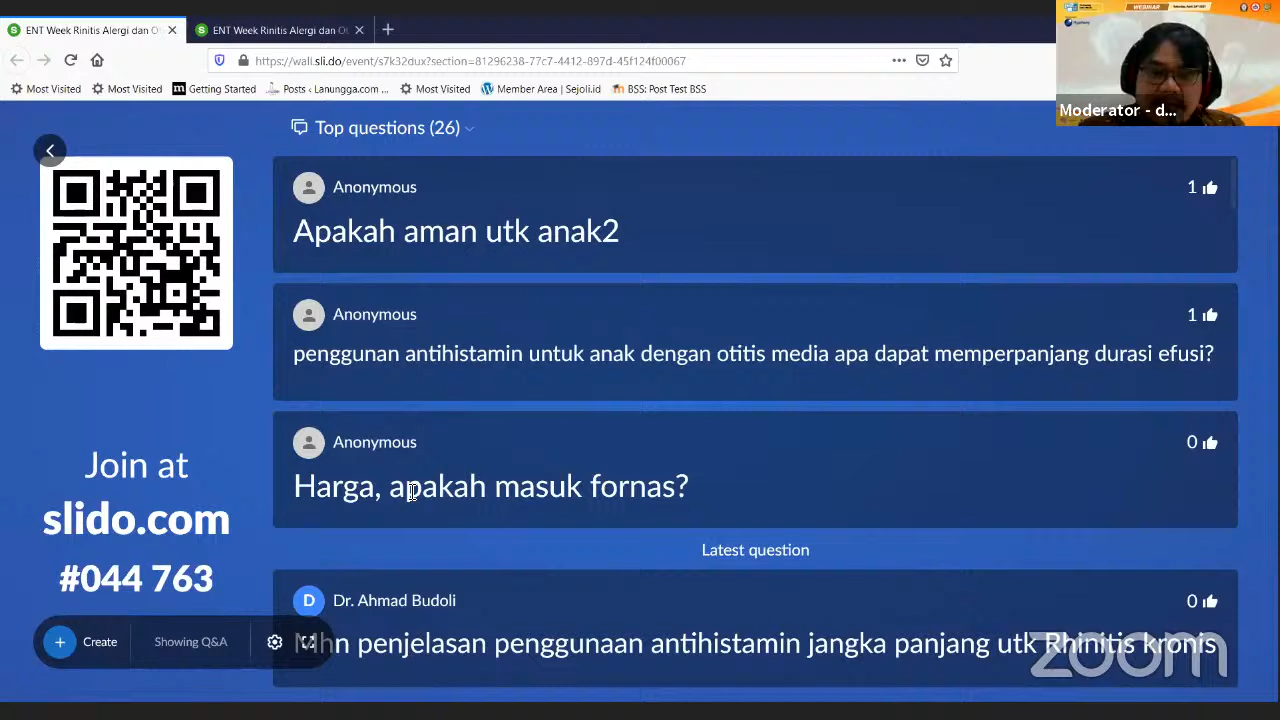 ENT Week Rinitis Alergi dan Ot
ENT Week Rinitis Alergi dan Ot
https://wall.sli.do/event/s7k32dux?section=81296238-77c7-4412-897d-45f124f00067
Most Visited
Most Visited
Getting Started
Posts ‹ Lanungga.com ...
Most Visited
Member Area | Sejoli.id
BSS: Post Test BSS
WEBINAR
Moderator - d...
Top questions (26)
Anonymous
1
Apakah aman utk anak2
Anonymous
1
penggunan antihistamin untuk anak dengan otitis media apa dapat memperpanjang durasi efusi?
Anonymous
0
Harga, apakah masuk fornas?
Latest question
D Dr. Ahmad Budoli
0
penjelasan penggunaan antihistamin jangka panjang utk Rhinitis kronis
Join at
slido.com
#044 763
Create
Showing Q&A
zoom